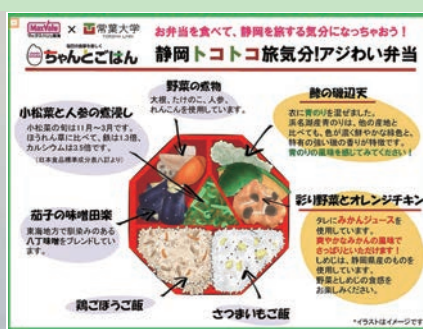 MaxValu × 常葉大学
TOKOHA UNIV.
ちゃんとごはん
お弁当を食べて、静岡を旅する気分になっちゃおう!
静岡トコトコ旅気分!アジわい弁当
野菜の煮物
大根、たけのこ、人参、
れんこんを使用しています。
小松菜と人参の煮浸し
小松菜の旬は11月~3月です。
ほうれん草に比べて、鉄は1.3倍、
カルシウムは3.5倍です。
(日本食品標準成分表八訂より)
茄子の味噌田楽
東海地方で馴染みのある
八丁味噌をブレンドしてい
ます。
鶏ごぼうご飯
さつまいもご飯
の磯辺天
衣に青のりを混ぜました。
浜名湖産青のりは、他の産地と
比べても、色が濃く鮮やかな緑色と、
特有の強い磯の香りが特徴です。
青のりの風味を感じてみてください!
彩り野菜とオレンジチキン
タレにみかんジュースを
使用しています。
爽やかなみかんの風味で
さっぱりといただけます!
しめじは、静岡県産のものを
使用しています。
野菜としめじの食感を
お楽しみください。
*イラストはイメージです